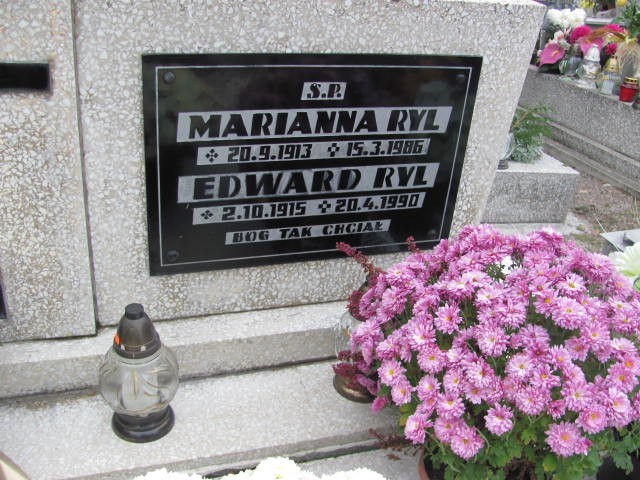 Ś.P.
MARIANNA RYL
20.9.1913 15.3.1986
EDWARD RYL
2.10.1915 20.4.1990
BÓG TAK CHCIAŁ